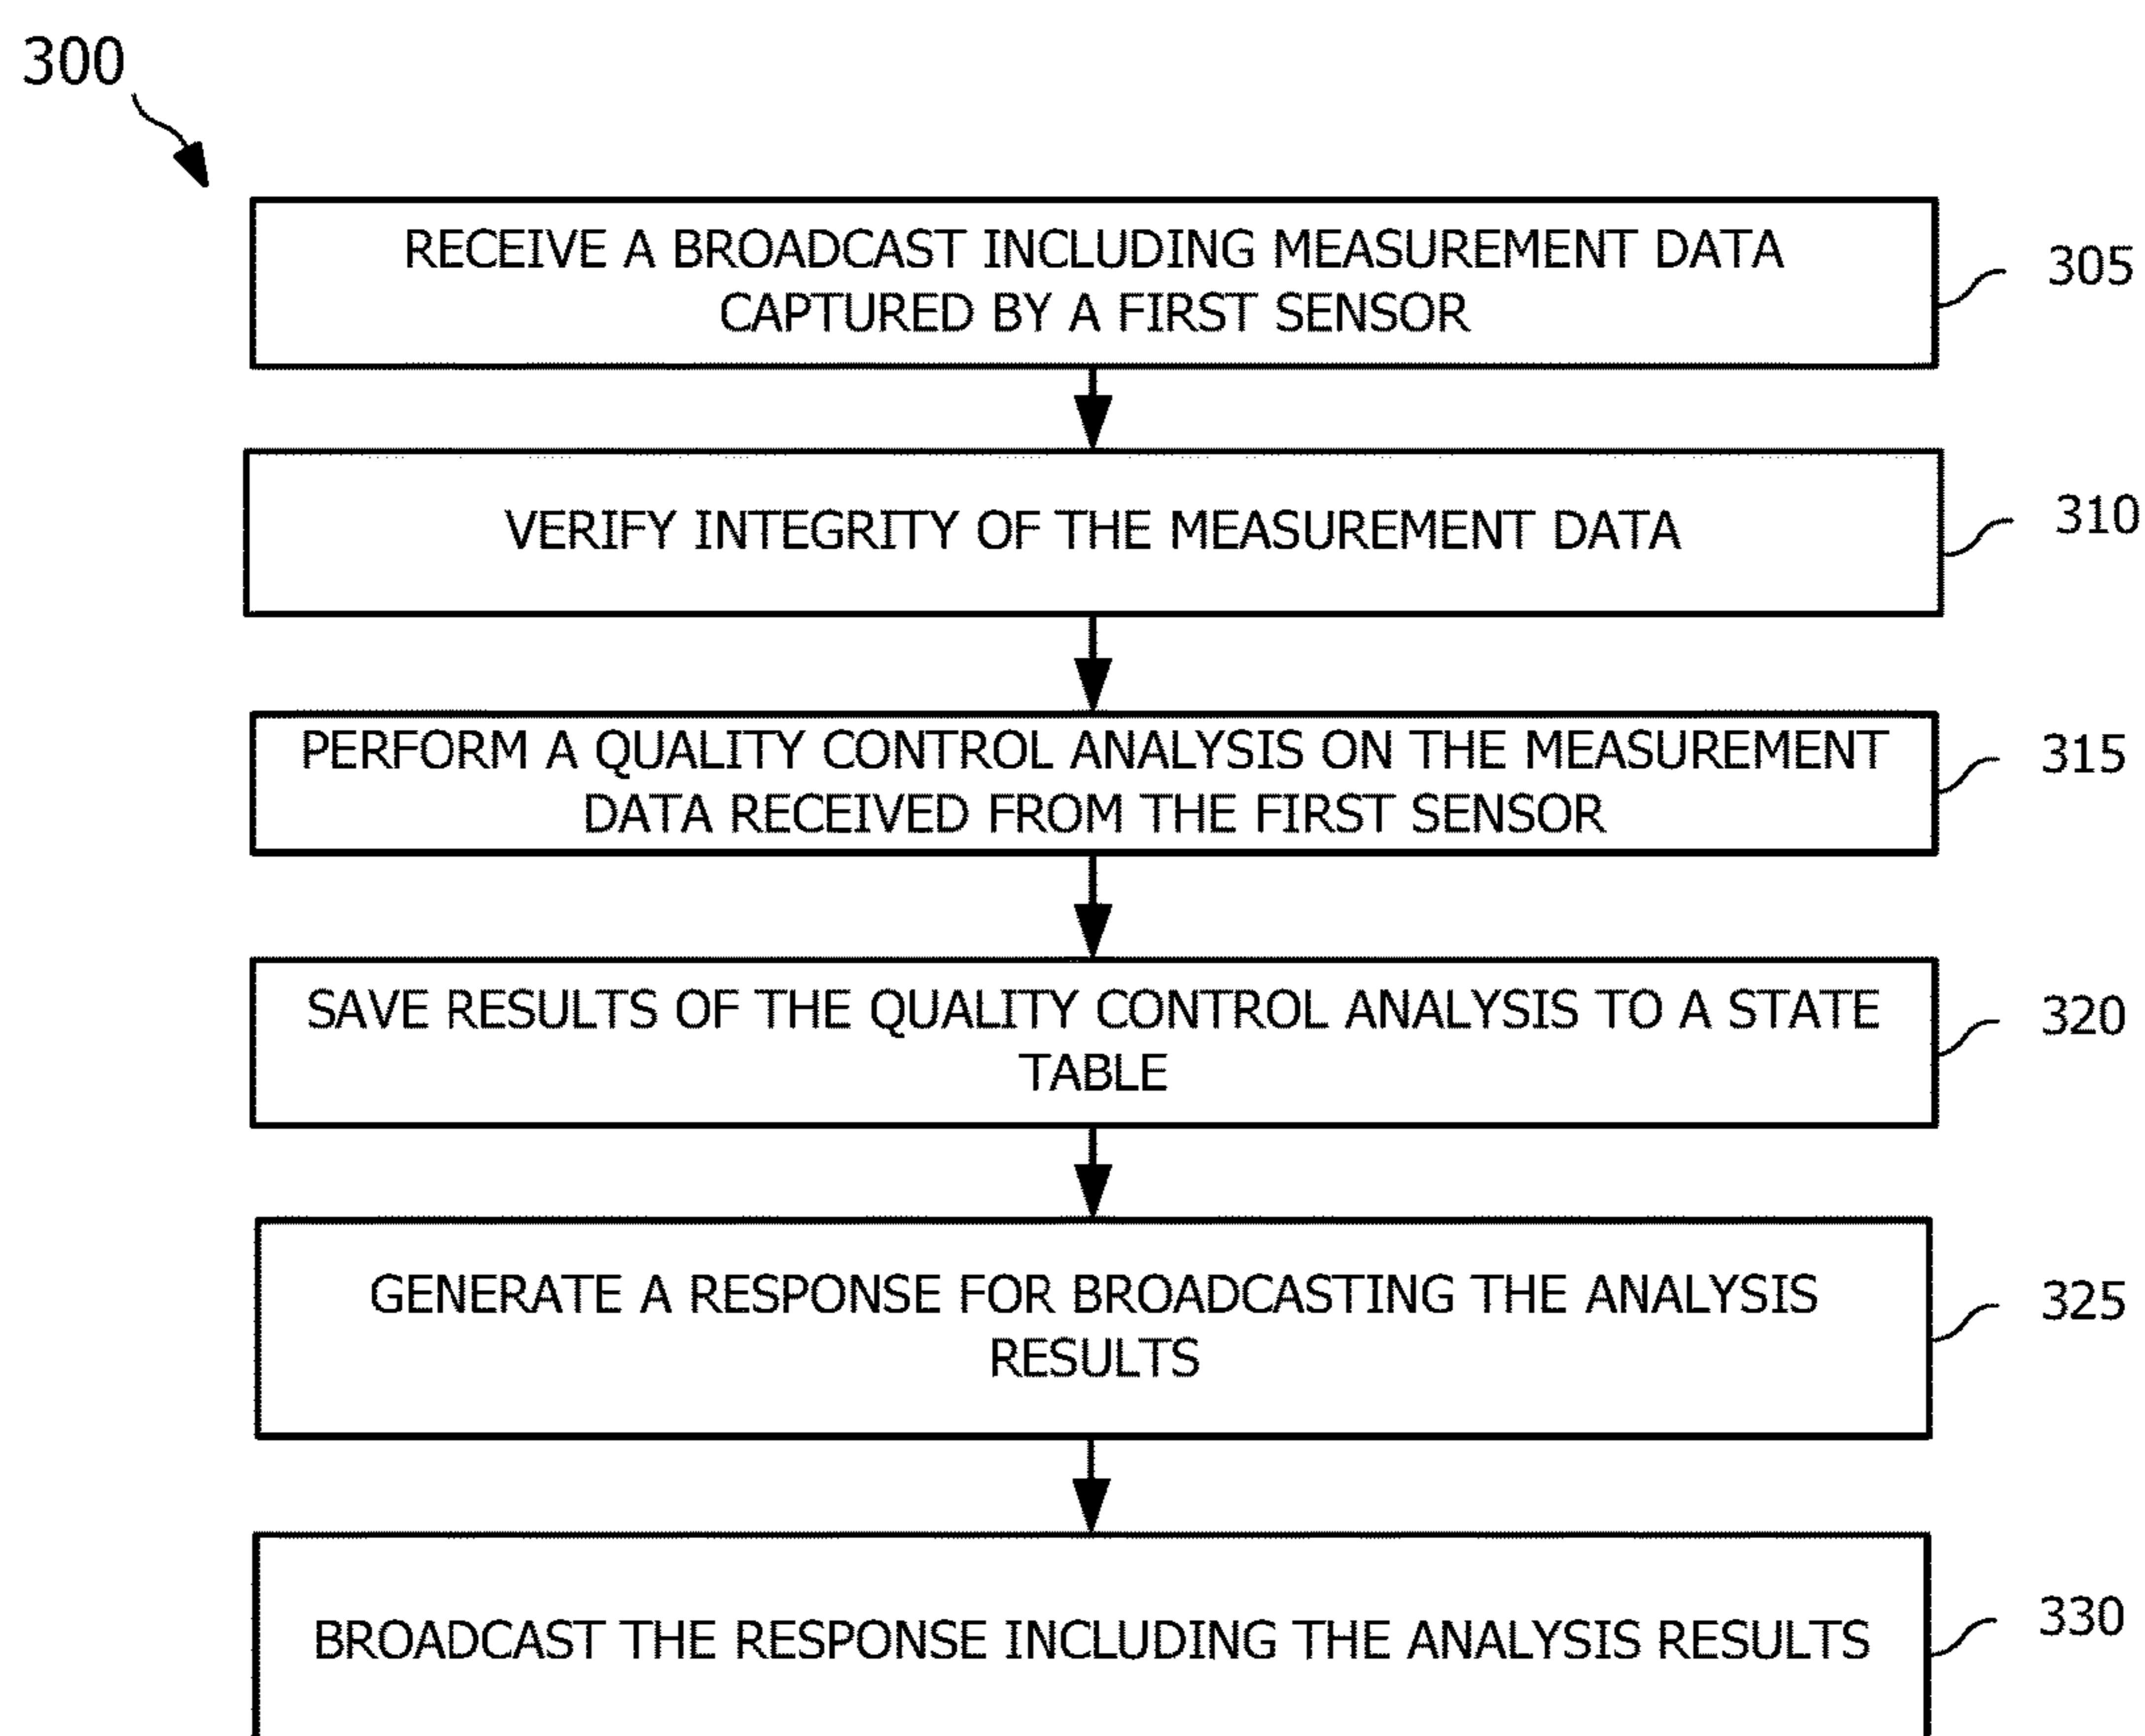 300
RECEIVE A BROADCAST INCLUDING MEASUREMENT DATA
CAPTURED BY A FIRST SENSOR
305
VERIFY INTEGRITY OF THE MEASUREMENT DATA
310
PERFORM A QUALITY CONTROL ANALYSIS ON THE MEASUREMENT
DATA RECEIVED FROM THE FIRST SENSOR
315
SAVE RESULTS OF THE QUALITY CONTROL ANALYSIS TO A STATE
TABLE
320
GENERATE A RESPONSE FOR BROADCASTING THE ANALYSIS
RESULTS
325
BROADCAST THE RESPONSE INCLUDING THE ANALYSIS RESULTS
330